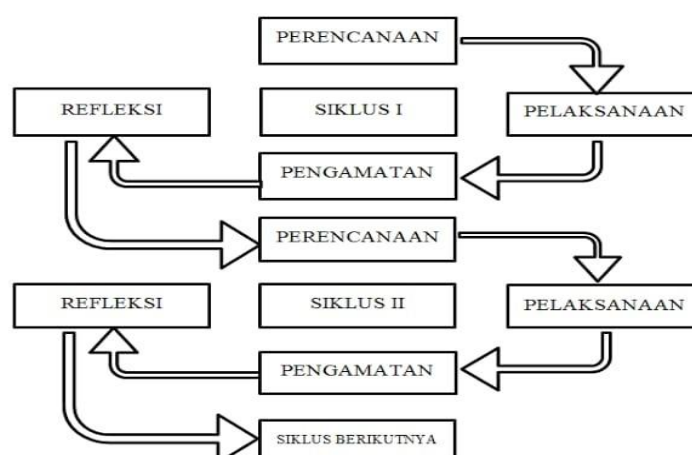 PERENCANAAN
REFLEKSI
SIKLUS I
PELAKSANAAN
PENGAMATAN
PERENCANAAN
REFLEKSI
SIKLUS II
PELAKSANAAN
PENGAMATAN
SIKLUS BERIKUTNYA